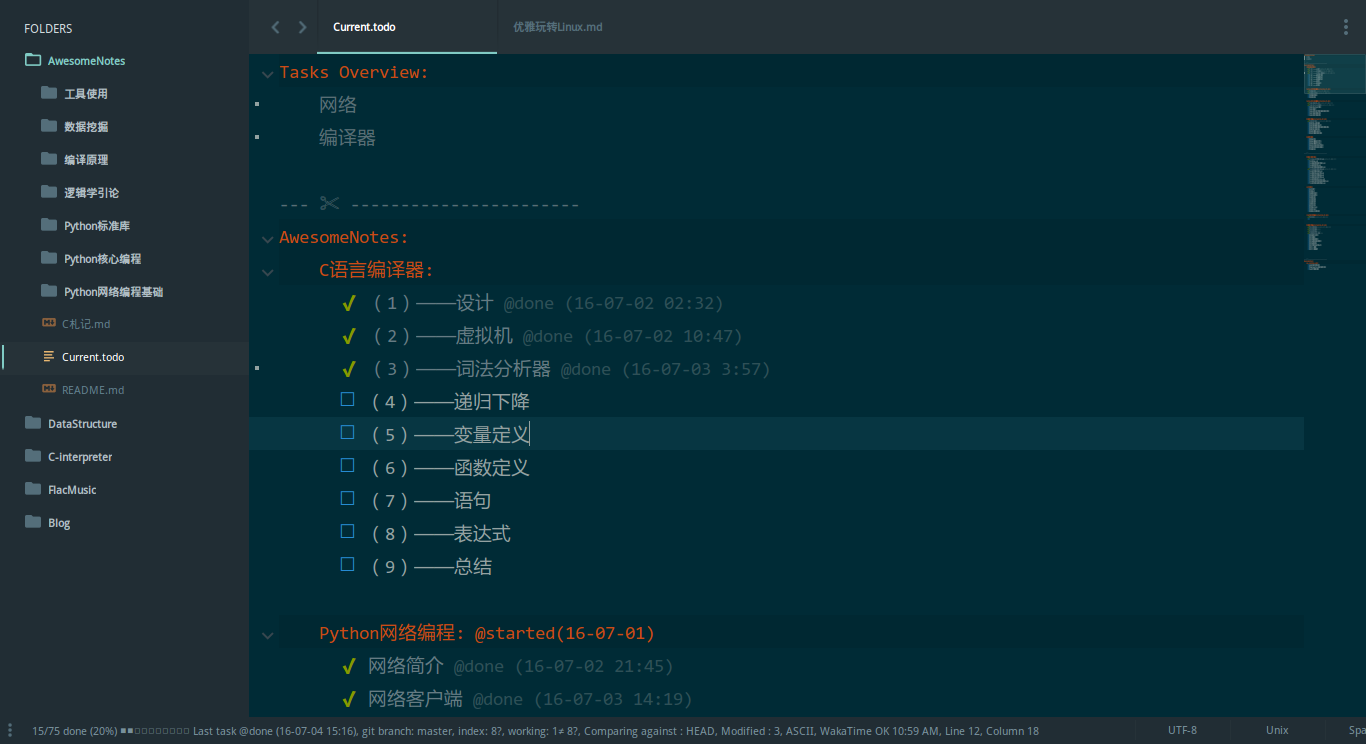 FOLDERS
AwesomeNotes
工具使用
数据挖掘
编译原理
逻辑学引论
Python标准库
Python核心编程
Python网络编程基础
C札记.md
Current.todo
README.md
DataStructure
C-interpreter
FlacMusic
Blog
Current.todo
优雅玩转Linux.md
Tasks Overview:
网络
编译器
--- ✄ -----------------------
AwesomeNotes:
C语言编译器:
✔ （1）——设计 @done (16-07-02 02:32)
✔ （2）——虚拟机 @done (16-07-02 10:47)
✔ （3）——词法分析器 @done (16-07-03 3:57)
☐ （4）——递归下降
☐ （5）——变量定义
☐ （6）——函数定义
☐ （7）——语句
☐ （8）——表达式
☐ （9）——总结
Python网络编程: @started(16-07-01)
✔ 网络简介 @done (16-07-02 21:45)
✔ 网络客户端 @done (16-07-03 14:19)
15/75 done (20%) ■■□□□□□□□□ Last task @done (16-07-04 15:16), git branch: master, index: 8?, working: 1≠ 8?, Comparing against : HEAD, Modified : 3, ASCII, WakaTime OK 10:59 AM, Line 12, Column 18
UTF-8
Unix
Spa